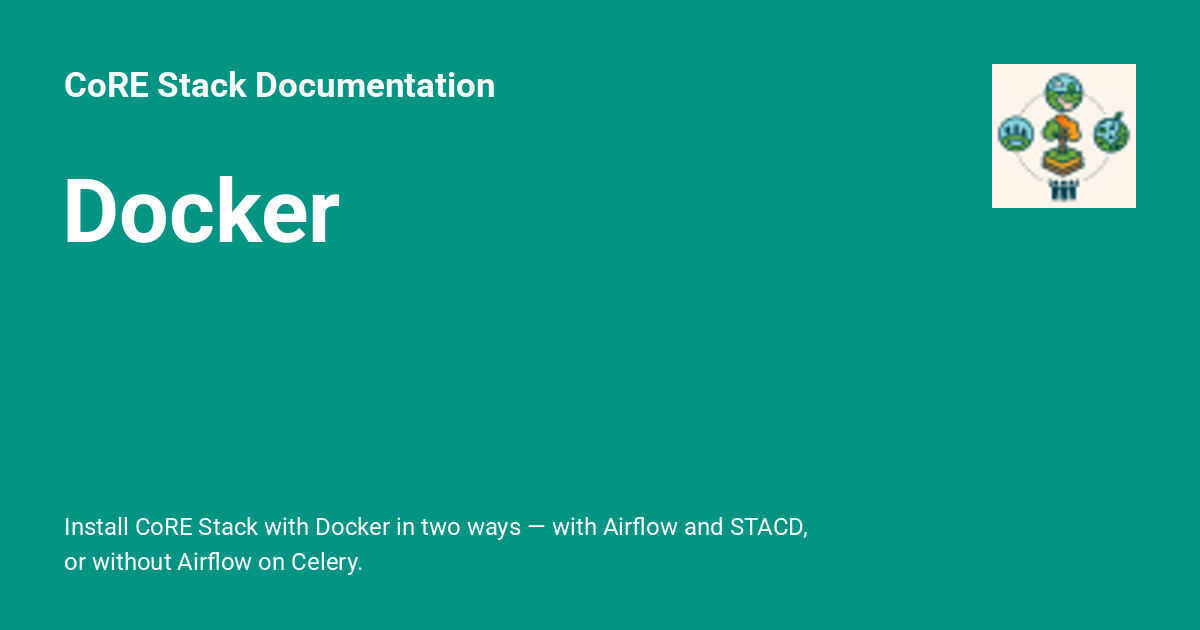 CoRE Stack Documentation
Docker
Install CoRE Stack with Docker in two ways — with Airflow and STACD,
or without Airflow on Celery.